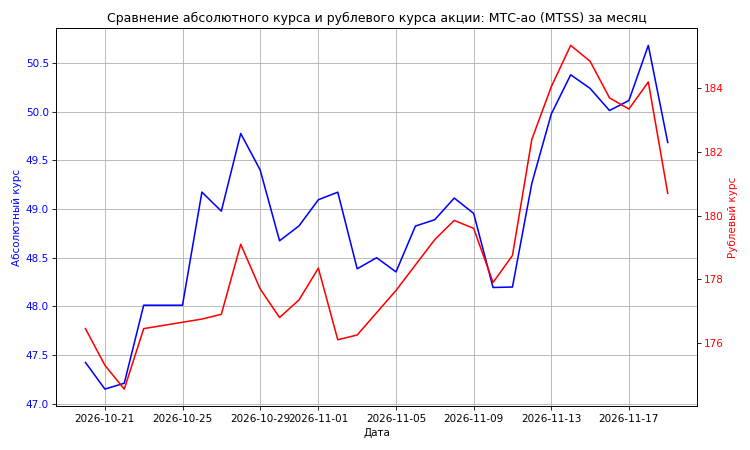 Сравнение абсолютного курса и рублевого курса акции: МТС-ао (MTSS) за месяц
50.5
50.0
49.5
49.0
48.5
48.0
47.5
47.0
Абсолютный курс
184
182
180
178
176
Рублевый курс
2026-10-21 2026-10-25 2026-10-29 2026-11-01 2026-11-05 2026-11-09 2026-11-13 2026-11-17
Дата